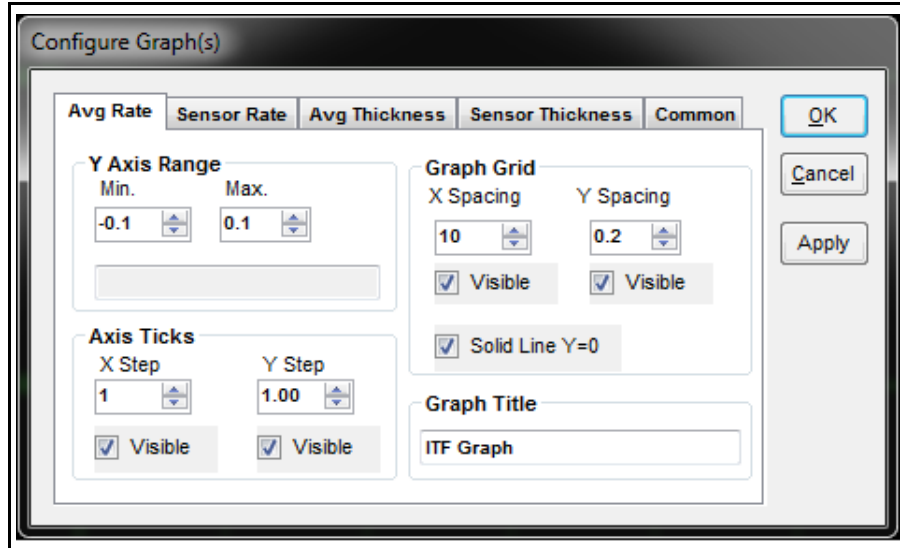 Configure Graph(s)
Avg Rate Sensor Rate Avg Thickness Sensor Thickness Common
OK
Cancel
Apply
Y Axis Range
Min. Max.
-0.1 0.1
Axis Ticks
X Step Y Step
1 1.00
Visible Visible
Graph Grid
X Spacing Y Spacing
10 0.2
Visible Visible
Solid Line Y=0
Graph Title
ITF Graph